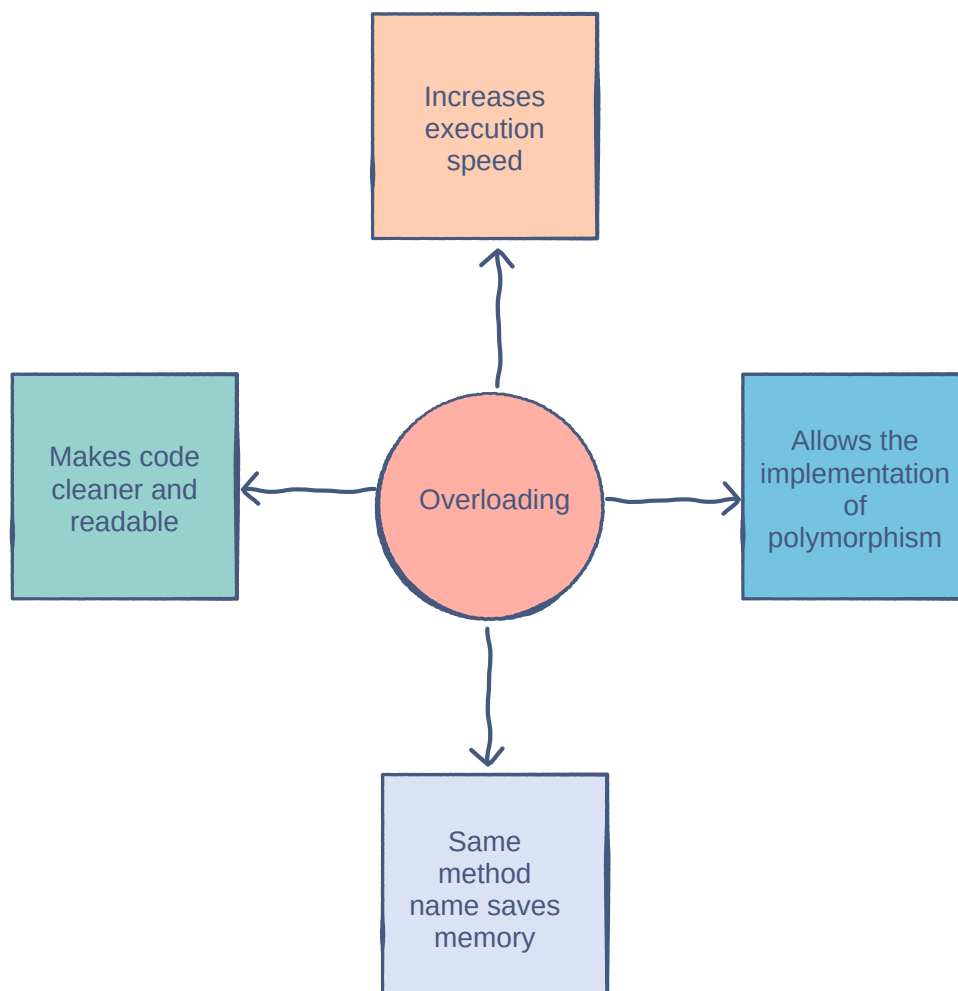 Increases
execution
speed
Makes code
cleaner and
readable
Overloading
Allows the
implementation
of
polymorphism
Same
method
name saves
memory